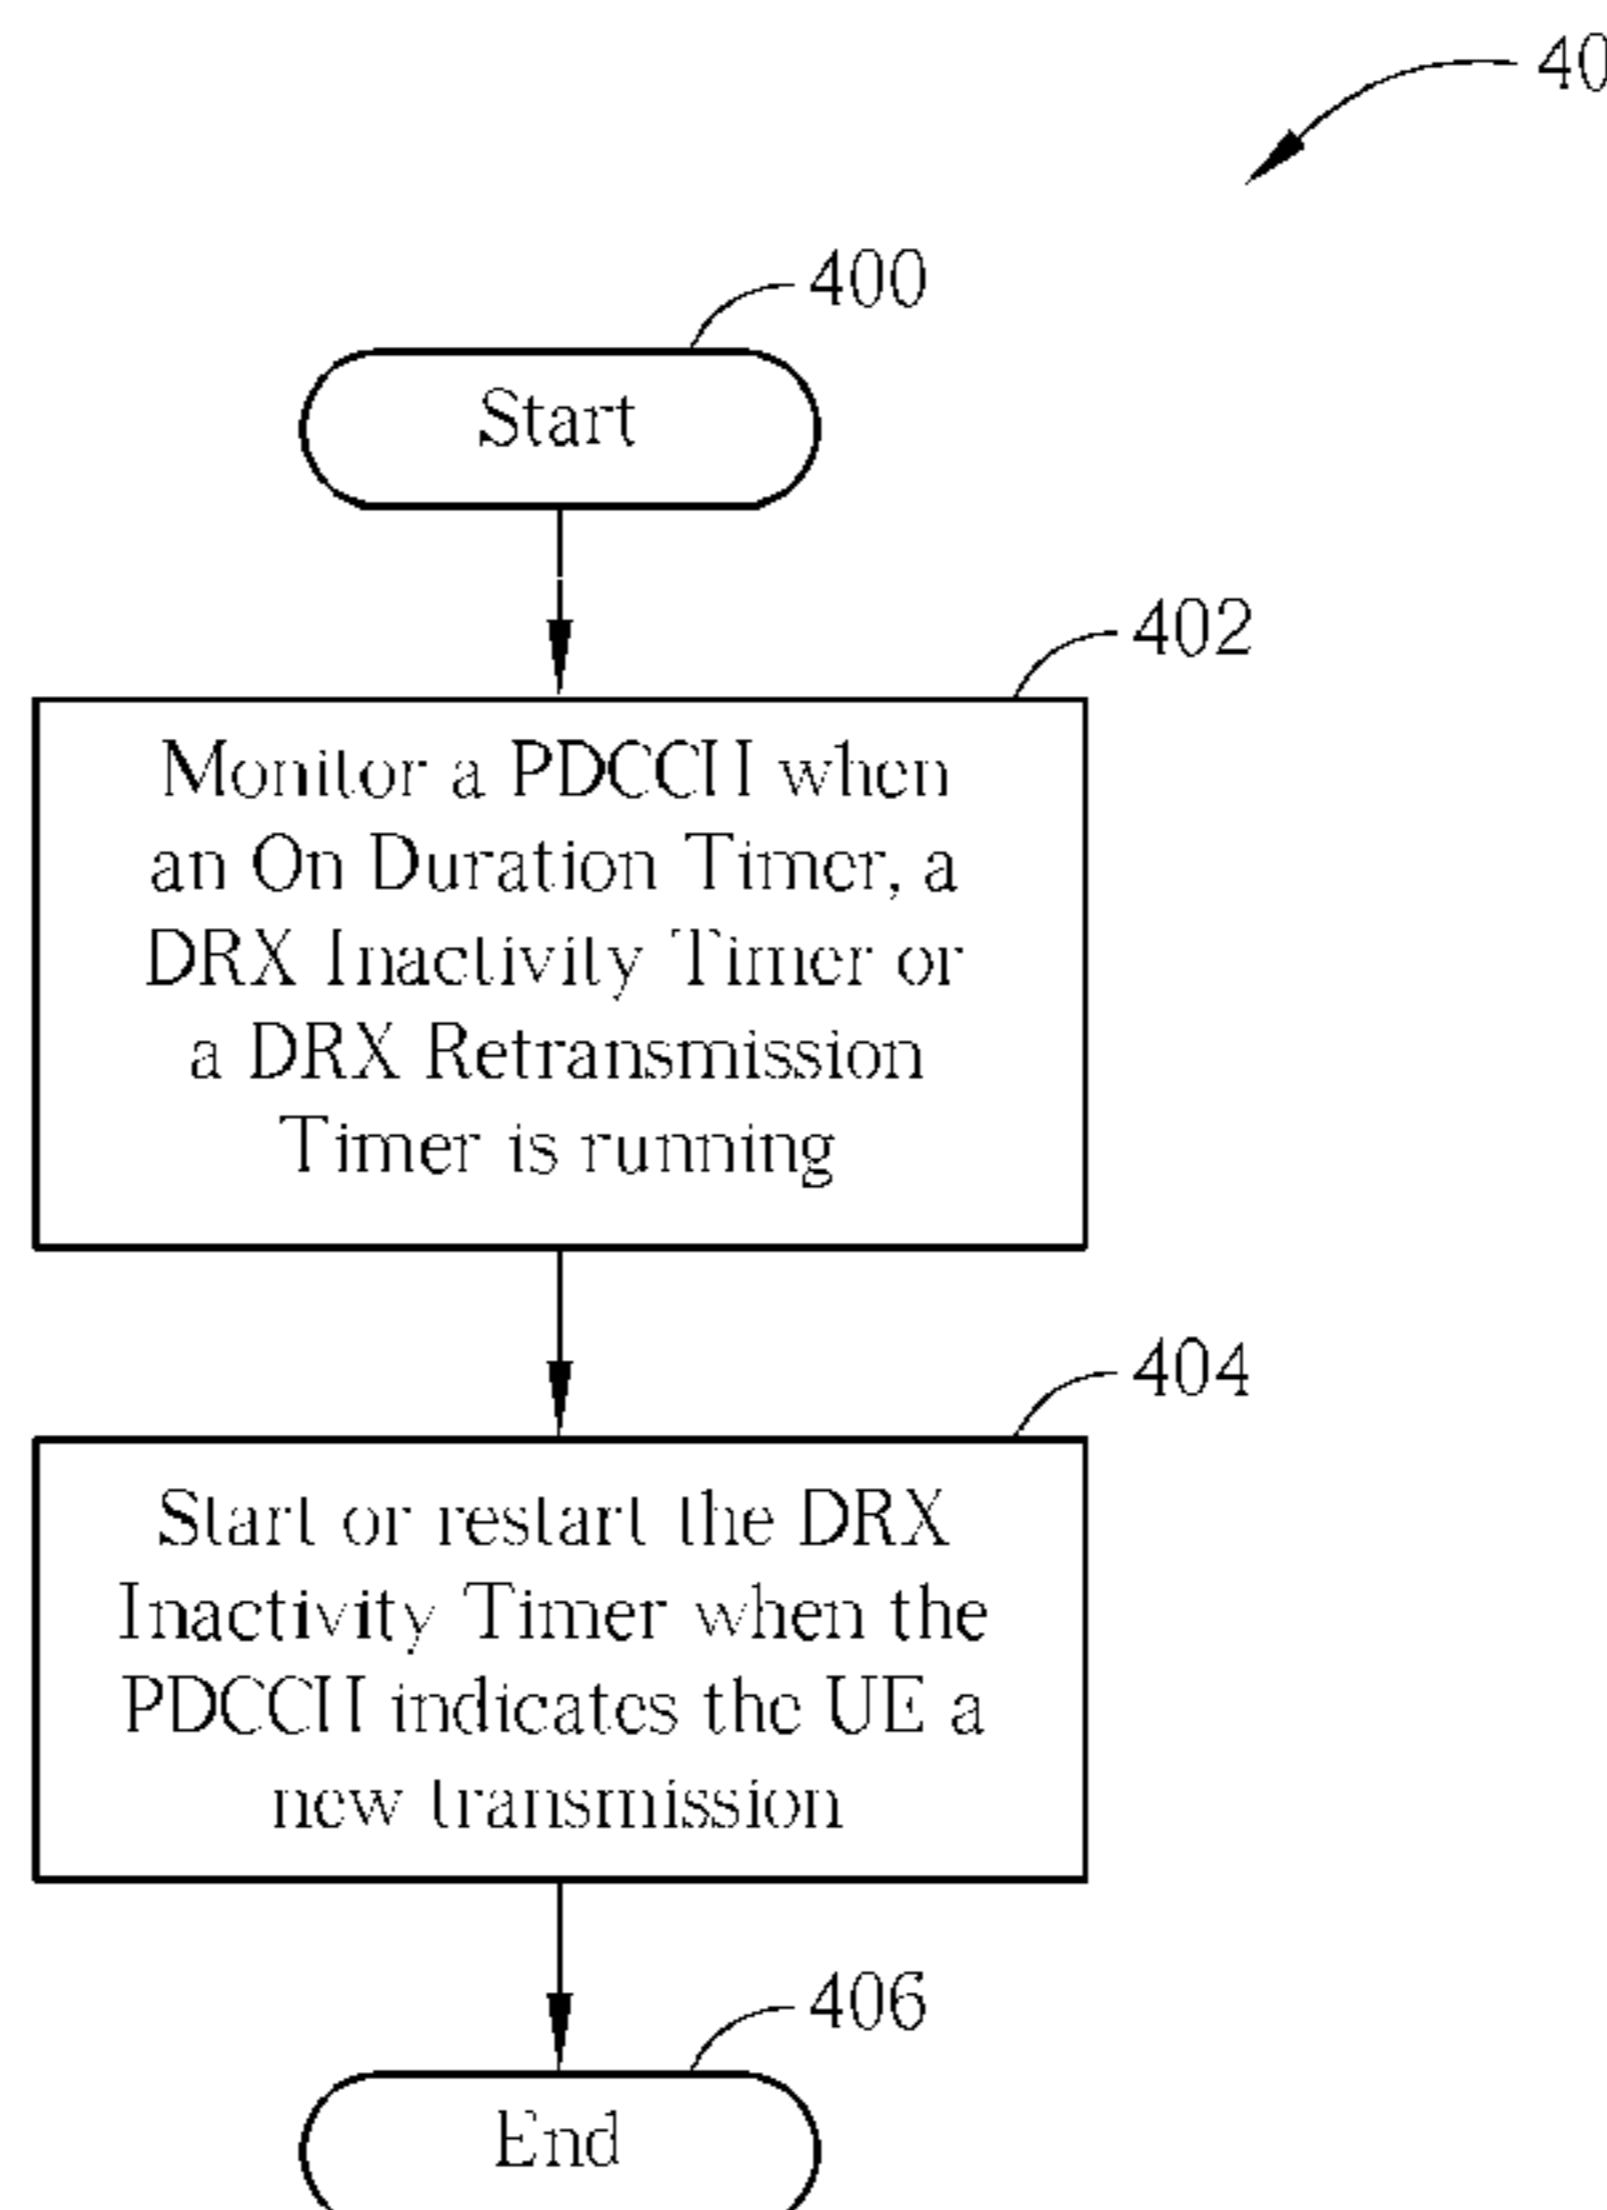 40
400
Start
402
Monitor a PDCCH when
an On Duration Timer, a
DRX Inactivity Timer or
a DRX Retransmission
Timer is running
404
Start or restart the DRX
Inactivity Timer when the
PDCCH indicates the UE a
new transmission
406
End